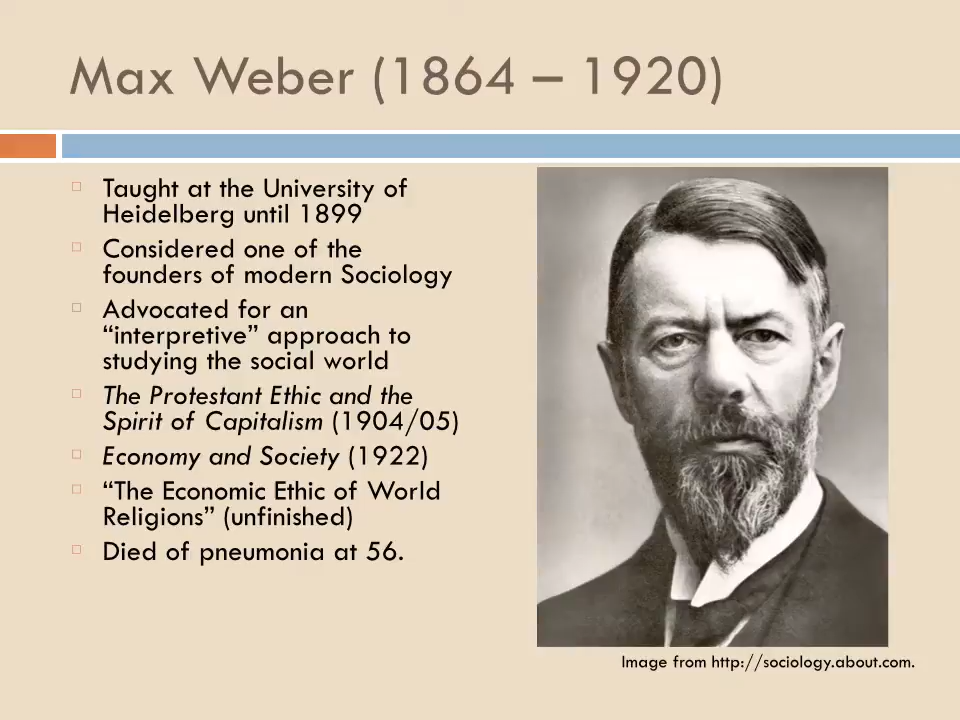 Max Weber (1864 – 1920)
Taught at the University of
Heidelberg until 1899
Considered one of the
founders of modern Sociology
Advocated for an
“interpretive” approach to
studying the social world
The Protestant Ethic and the
Spirit of Capitalism (1904/05)
Economy and Society (1922)
“The Economic Ethic of World
Religions” (unfinished)
Died of pneumonia at 56.
Image from http://sociology.about.com.